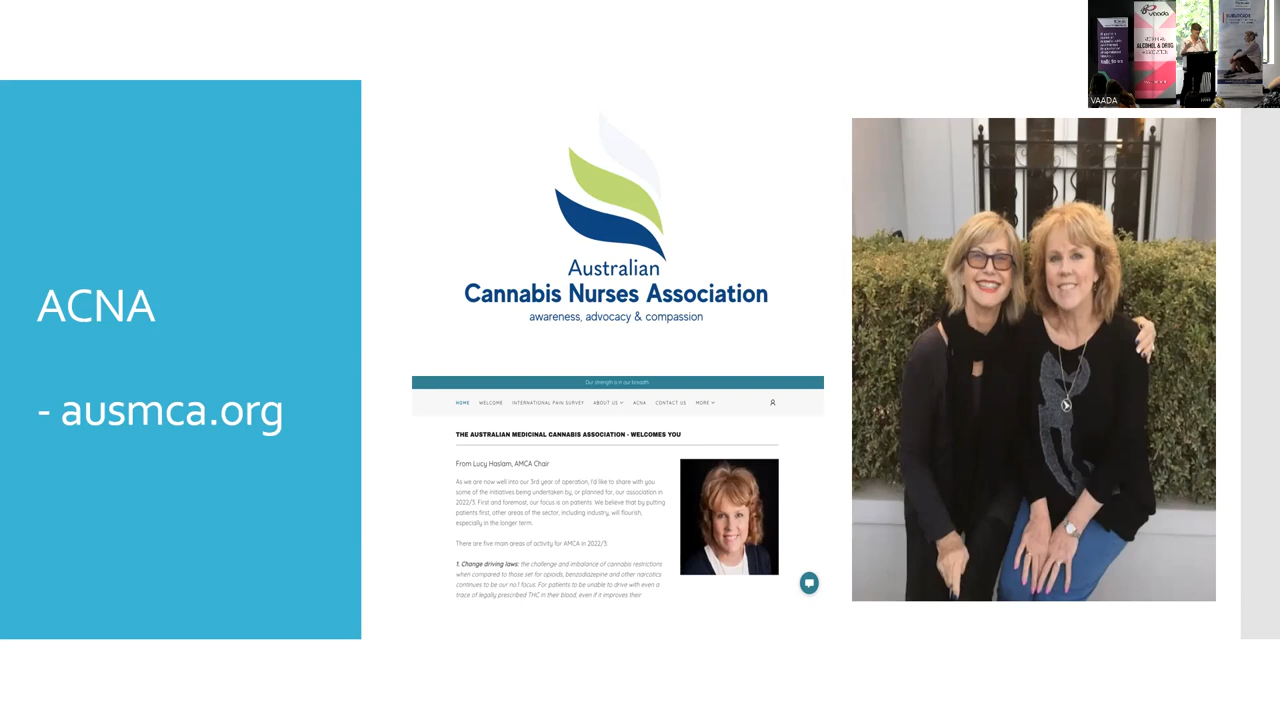 ACNA
- ausmca.org
Australian
Cannabis Nurses Association
awareness, advocacy & compassion
Our strength is in our breadth
HOME WELCOME INTERNATIONAL PAIN SURVEY ABOUT US ACNA CONTACT US MORE
THE AUSTRALIAN MEDICINAL CANNABIS ASSOCIATION - WELCOMES YOU
From Lucy Haslam, AMCA Chair
As we are now well into our 3rd year of operation, I'd like to share with you
some of the initiatives being undertaken by, or planned for, our association in
2022/3. First and foremost, our focus is on patients. We believe that by putting
patients first, other areas of the sector, including industry, will flourish,
especially in the longer term.
There are five main areas of activity for AMCA in 2022/3:
1. Change driving laws: the challenge and imbalance of cannabis restrictions
when compared to those set for opioids, benzodiazepine and other narcotics
continues to be our no.1 focus. For patients to be unable to drive with even a
trace of legally prescribed THC in their blood, even if it improves their
vaada
ALCOHOL & DRUG
VAADA